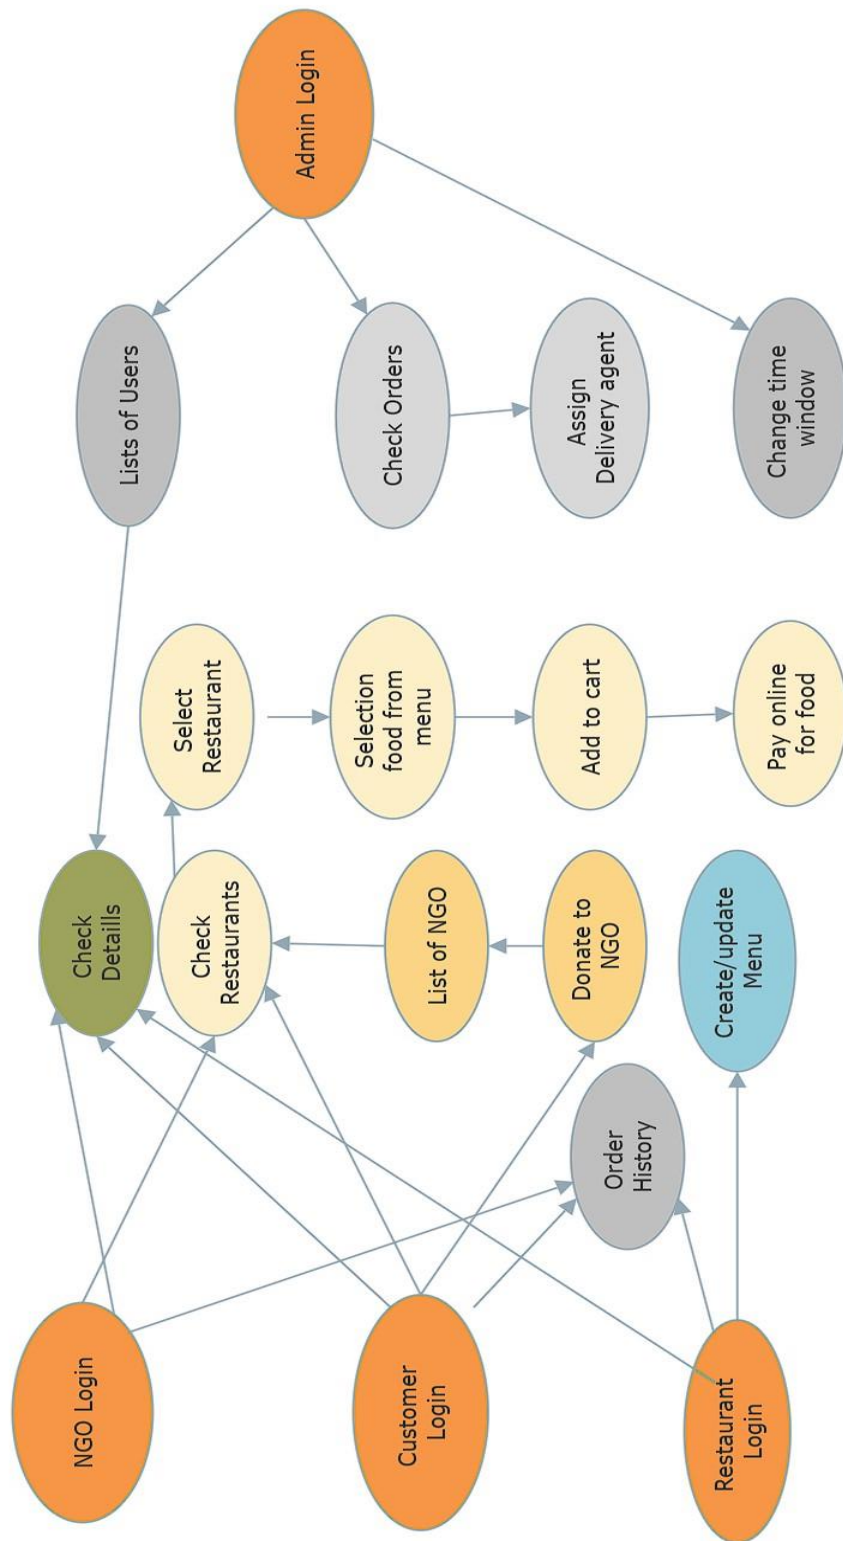 NGO Login
Check
Detaills
Lists of Users
Check
Restaurants
Select
Restaurant
Admin Login
Customer
Login
List of NGO
Selection
food from
menu
Check Orders
Order
History
Donate to
NGO
Add to cart
Assign
Delivery agent
Restaurant
Login
Create/update
Menu
Pay online
for food
Change time
window